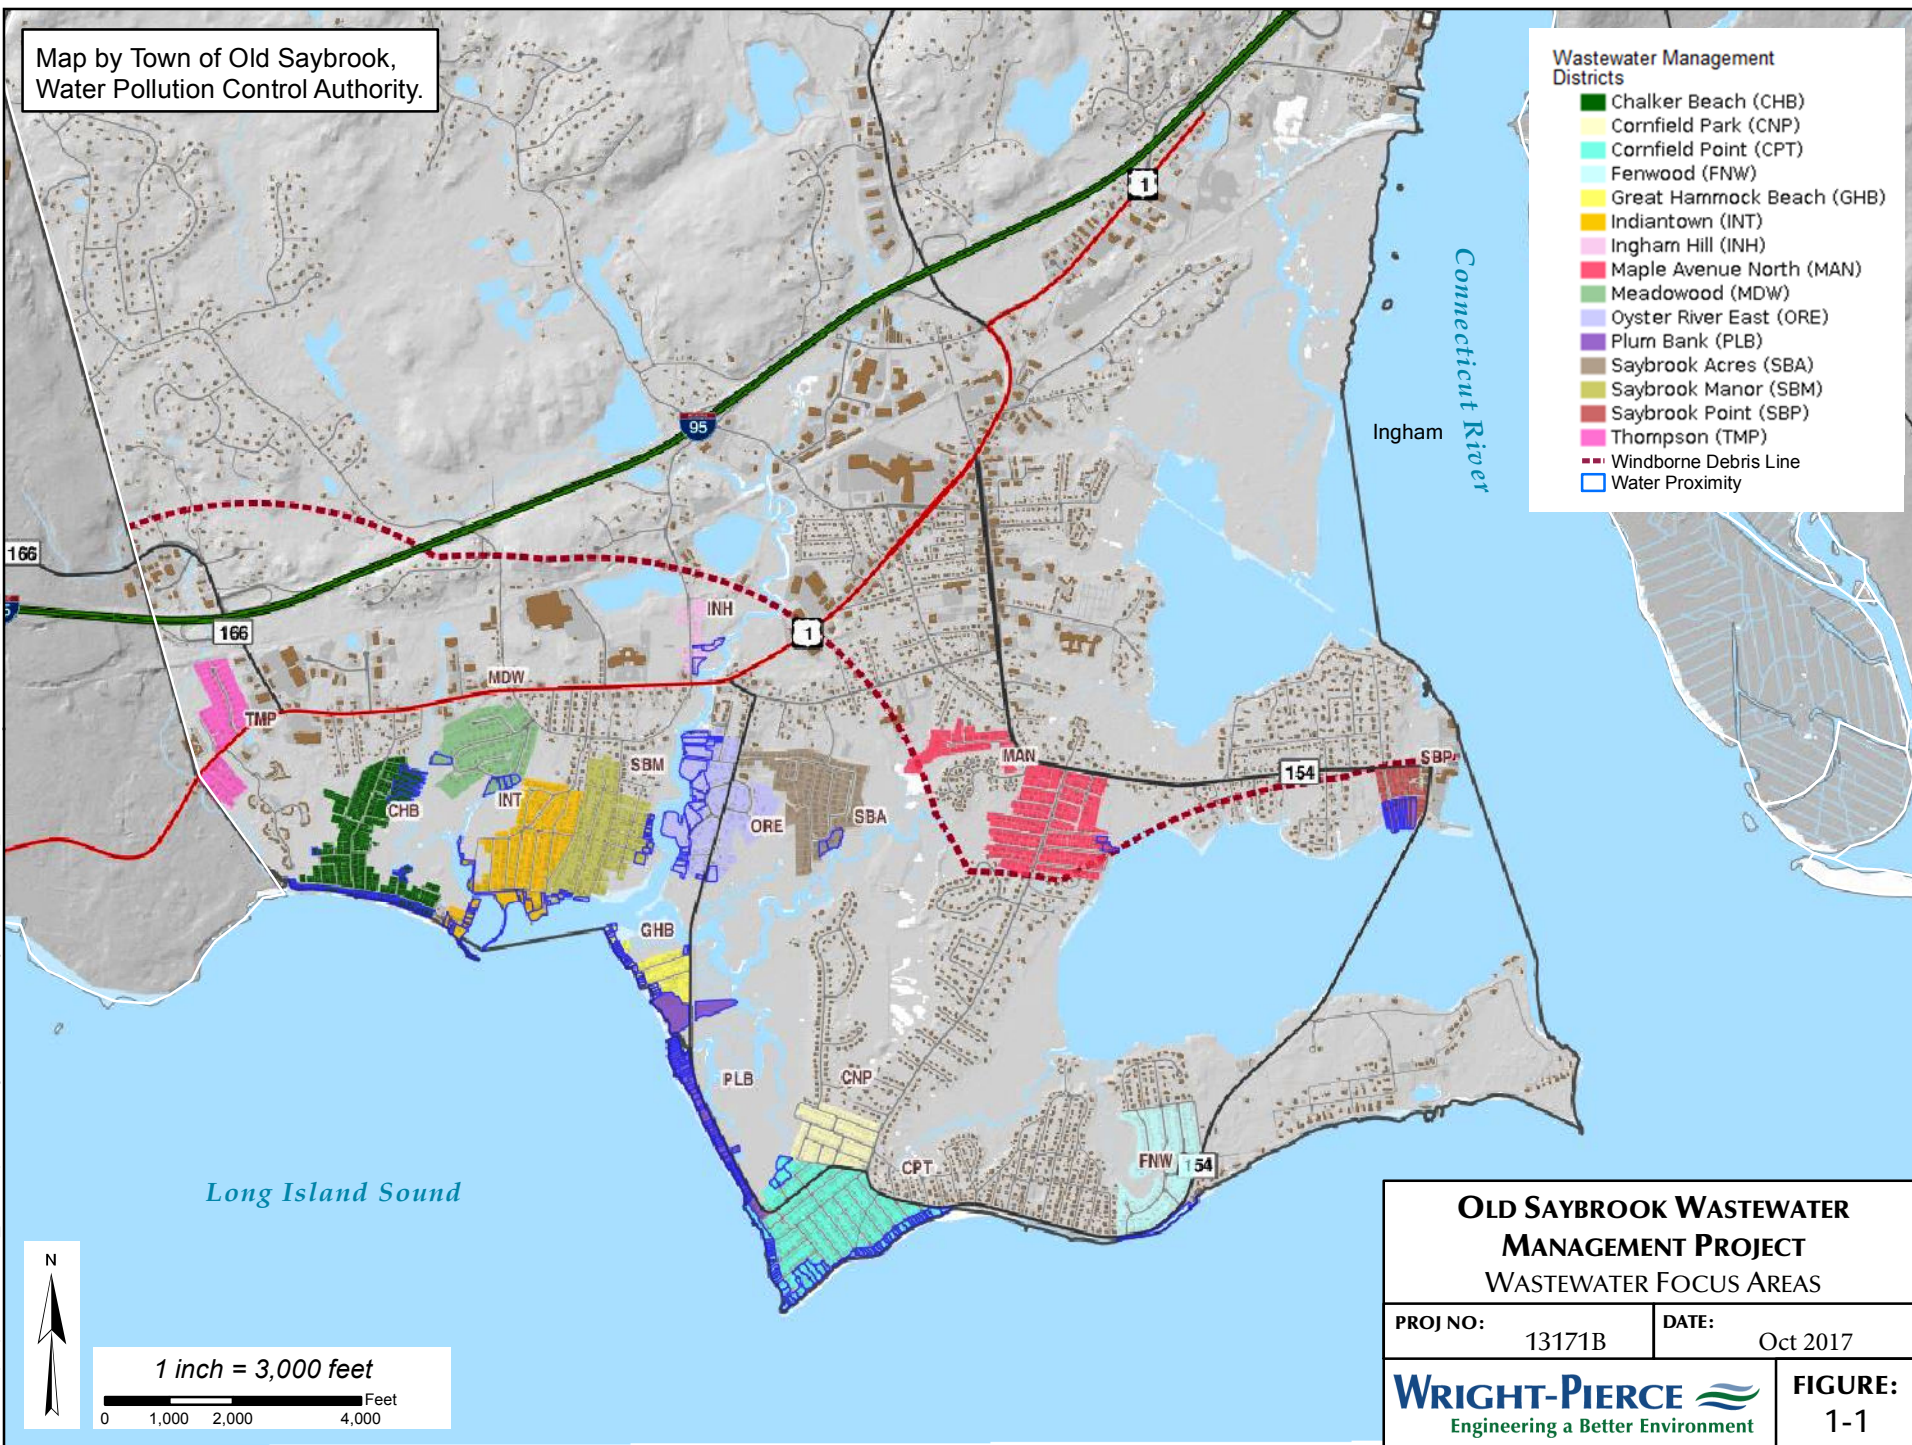 Map by Town of Old Saybrook,
Water Pollution Control Authority.
Wastewater Management
Districts
Chalker Beach (CHB)
Cornfield Park (CNP)
Cornfield Point (CPT)
Fenwood (FNW)
Great Hammock Beach (GHB)
Indiantown (INT)
Ingham Hill (INH)
Maple Avenue North (MAN)
Meadowood (MDW)
Oyster River East (ORE)
Plum Bank (PLB)
Saybrook Acres (SBA)
Saybrook Manor (SBM)
Saybrook Point (SBP)
Thompson (TMP)
Windborne Debris Line
Water Proximity
1
Connecticut River
95
Ingham
166
5
INH
1
166
MDW
TMP
SBM
MAN
SBP
154
INT
CHB
ORE
SBA
GHB
PLB
CNP
CPT
FNW
154
Long Island Sound
N
1 inch = 3,000 feet
Feet
0 1,000 2,000 4,000
OLD SAYBROOK WASTEWATER
MANAGEMENT PROJECT
WASTEWATER FOCUS AREAS
PROJ NO: 13171B
DATE: Oct 2017
WRIGHT-PIERCE
Engineering a Better Environment
FIGURE:
1-1